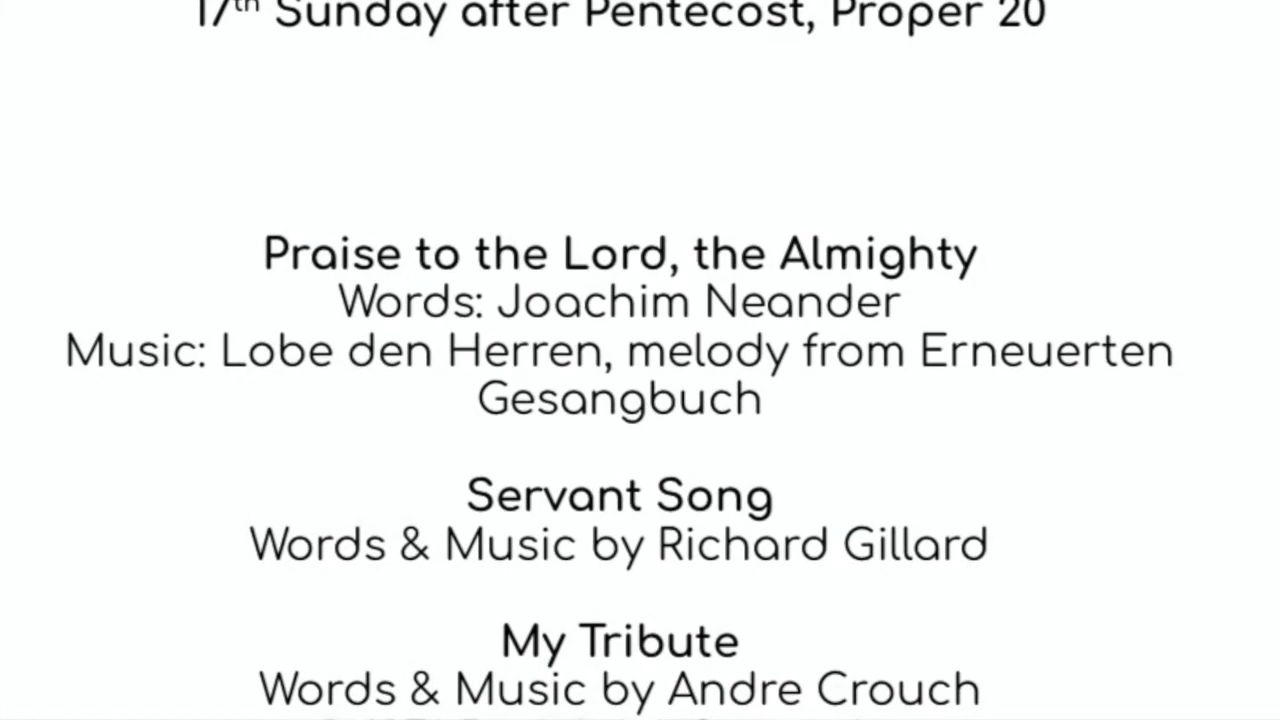 17th Sunday after Pentecost, Proper 20
Praise to the Lord, the Almighty
Words: Joachim Neander
Music: Lobe den Herren, melody from Erneuerten
Gesangbuch
Servant Song
Words & Music by Richard Gillard
My Tribute
Words & Music by Andre Crouch